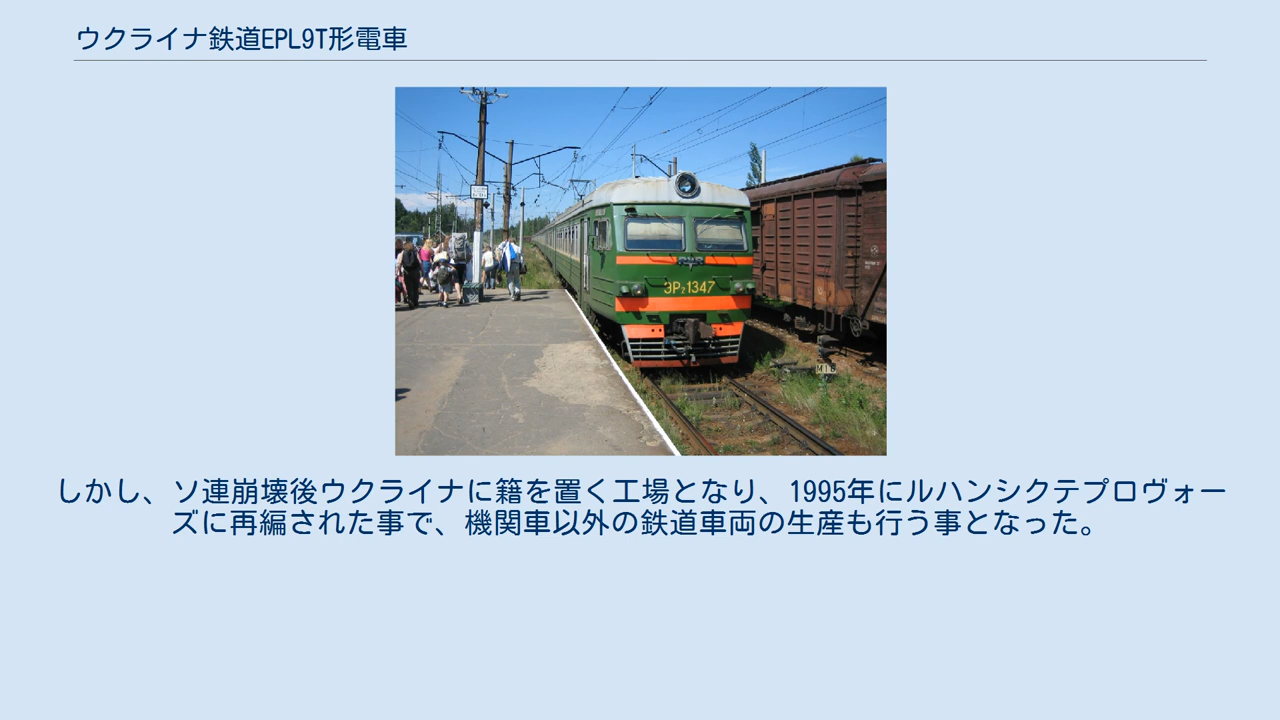 ウクライナ鉄道EPL9T形電車
ЭР2 1347
しかし、ソ連崩壊後ウクライナに籍を置く工場となり、1995年にルハンシクテプロヴォー
ズに再編された事で、機関車以外の鉄道車両の生産も行う事となった。